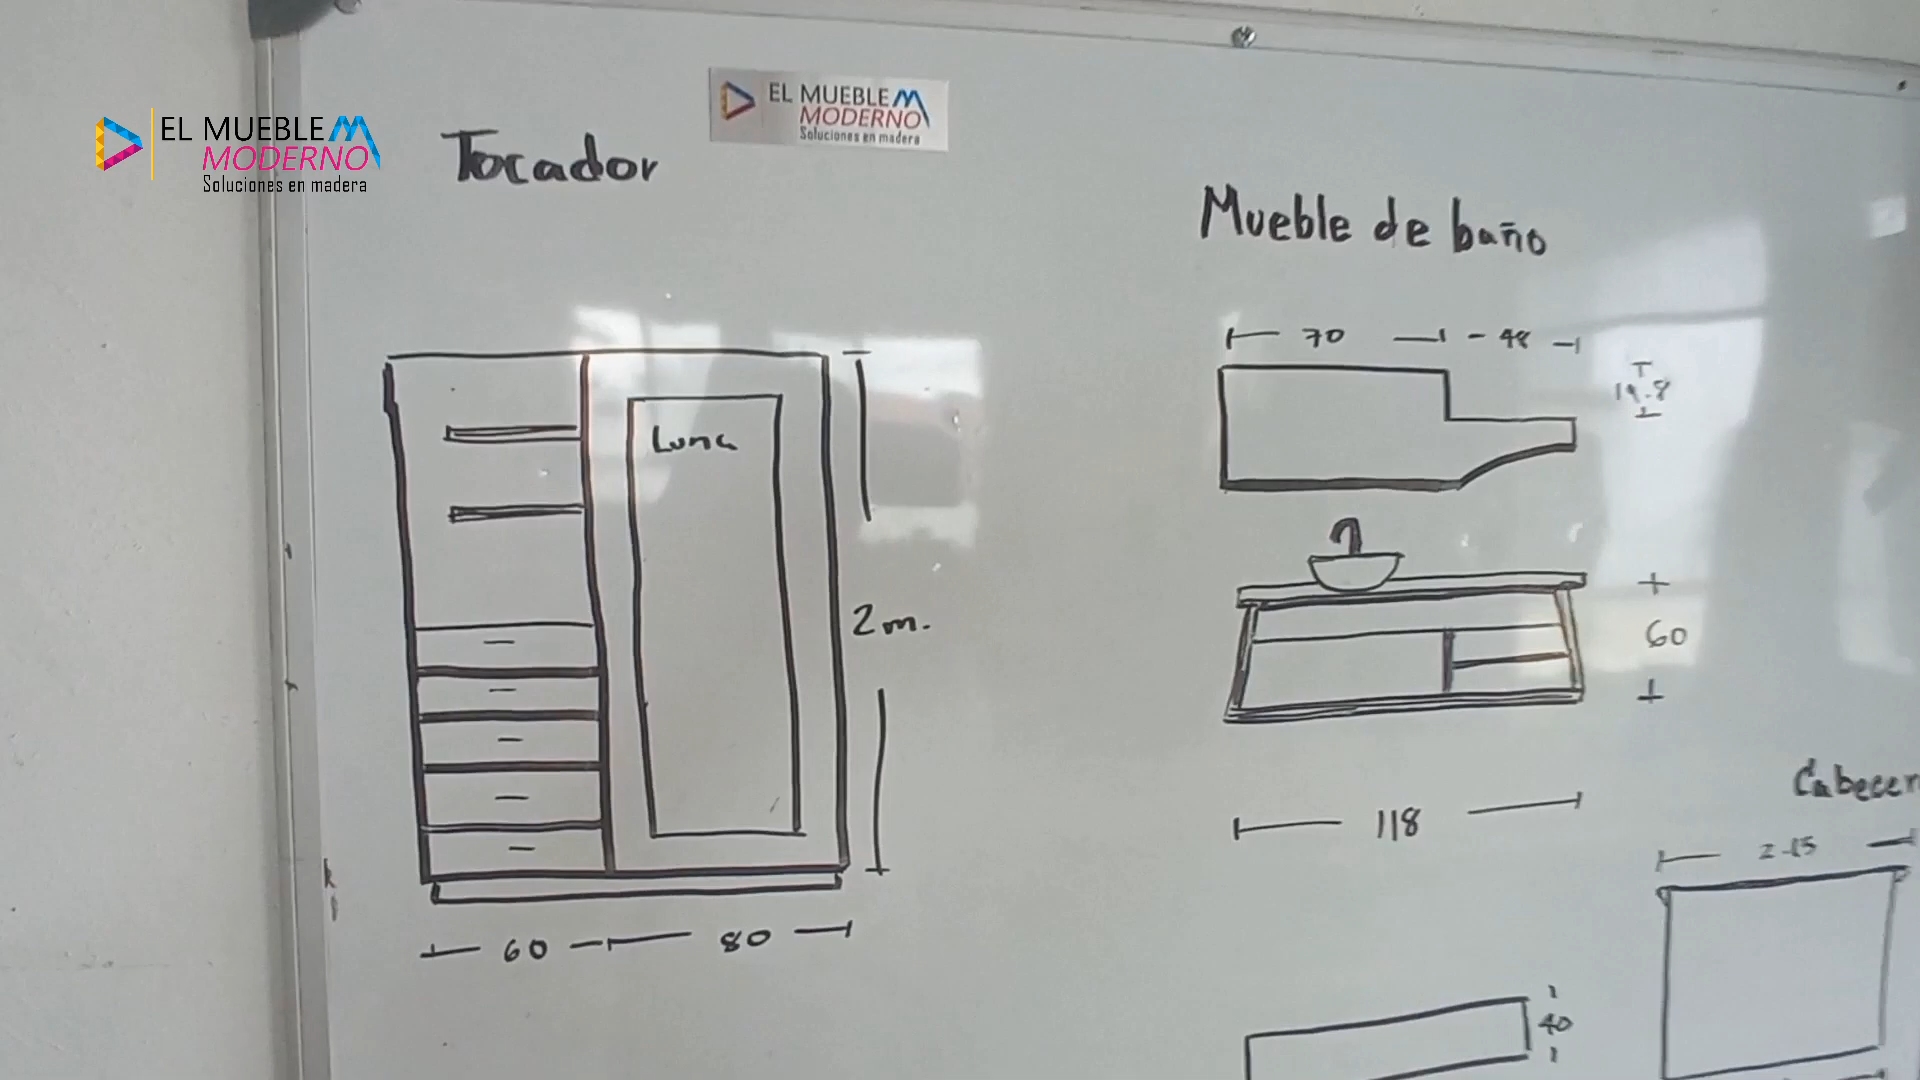 EL MUEBLE
MODERNO
Soluciones en madera
EL MUEBLE
MODERNO
Soluciones en madera
Tocador
Mueble de baño
70
48
19.8
Luna
2m.
60
118
60
80
2.15
40